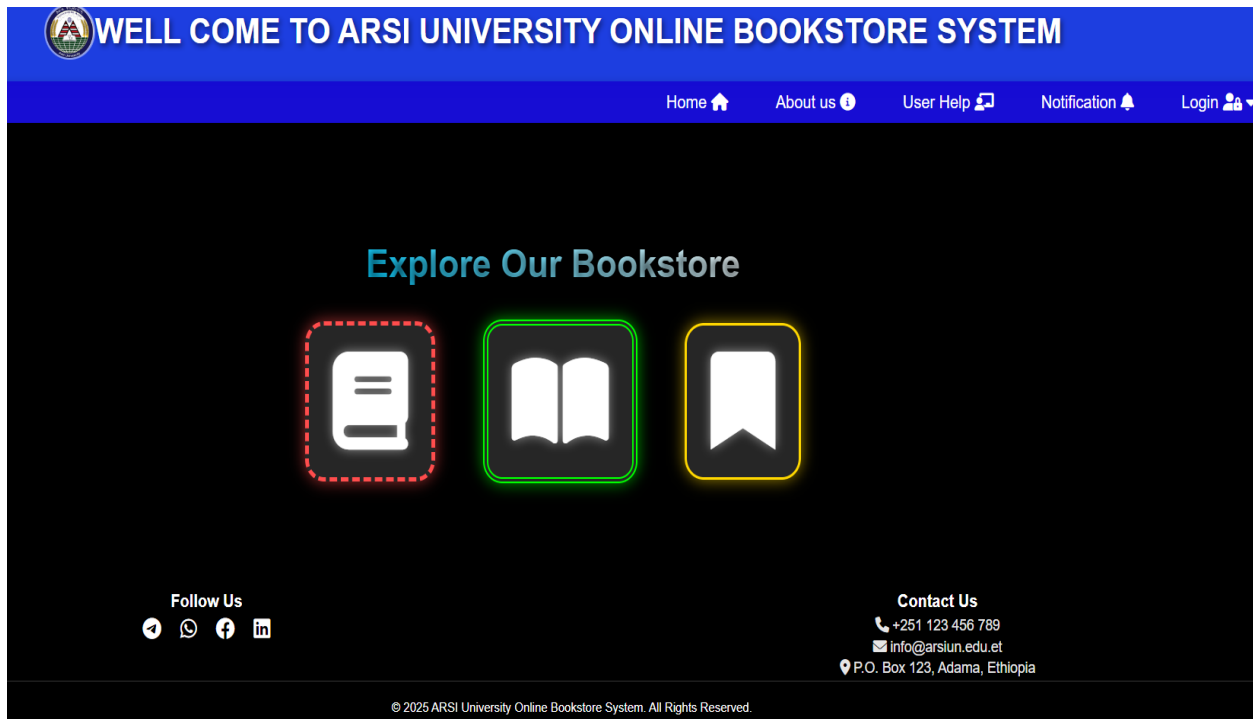 WELL COME TO ARSI UNIVERSITY ONLINE BOOKSTORE SYSTEM
Home About us User Help Notification Login
Explore Our Bookstore
Follow Us
Contact Us
+251 123 456 789
info@arsiun.edu.et
P.O. Box 123, Adama, Ethiopia
© 2025 ARSI University Online Bookstore System. All Rights Reserved.